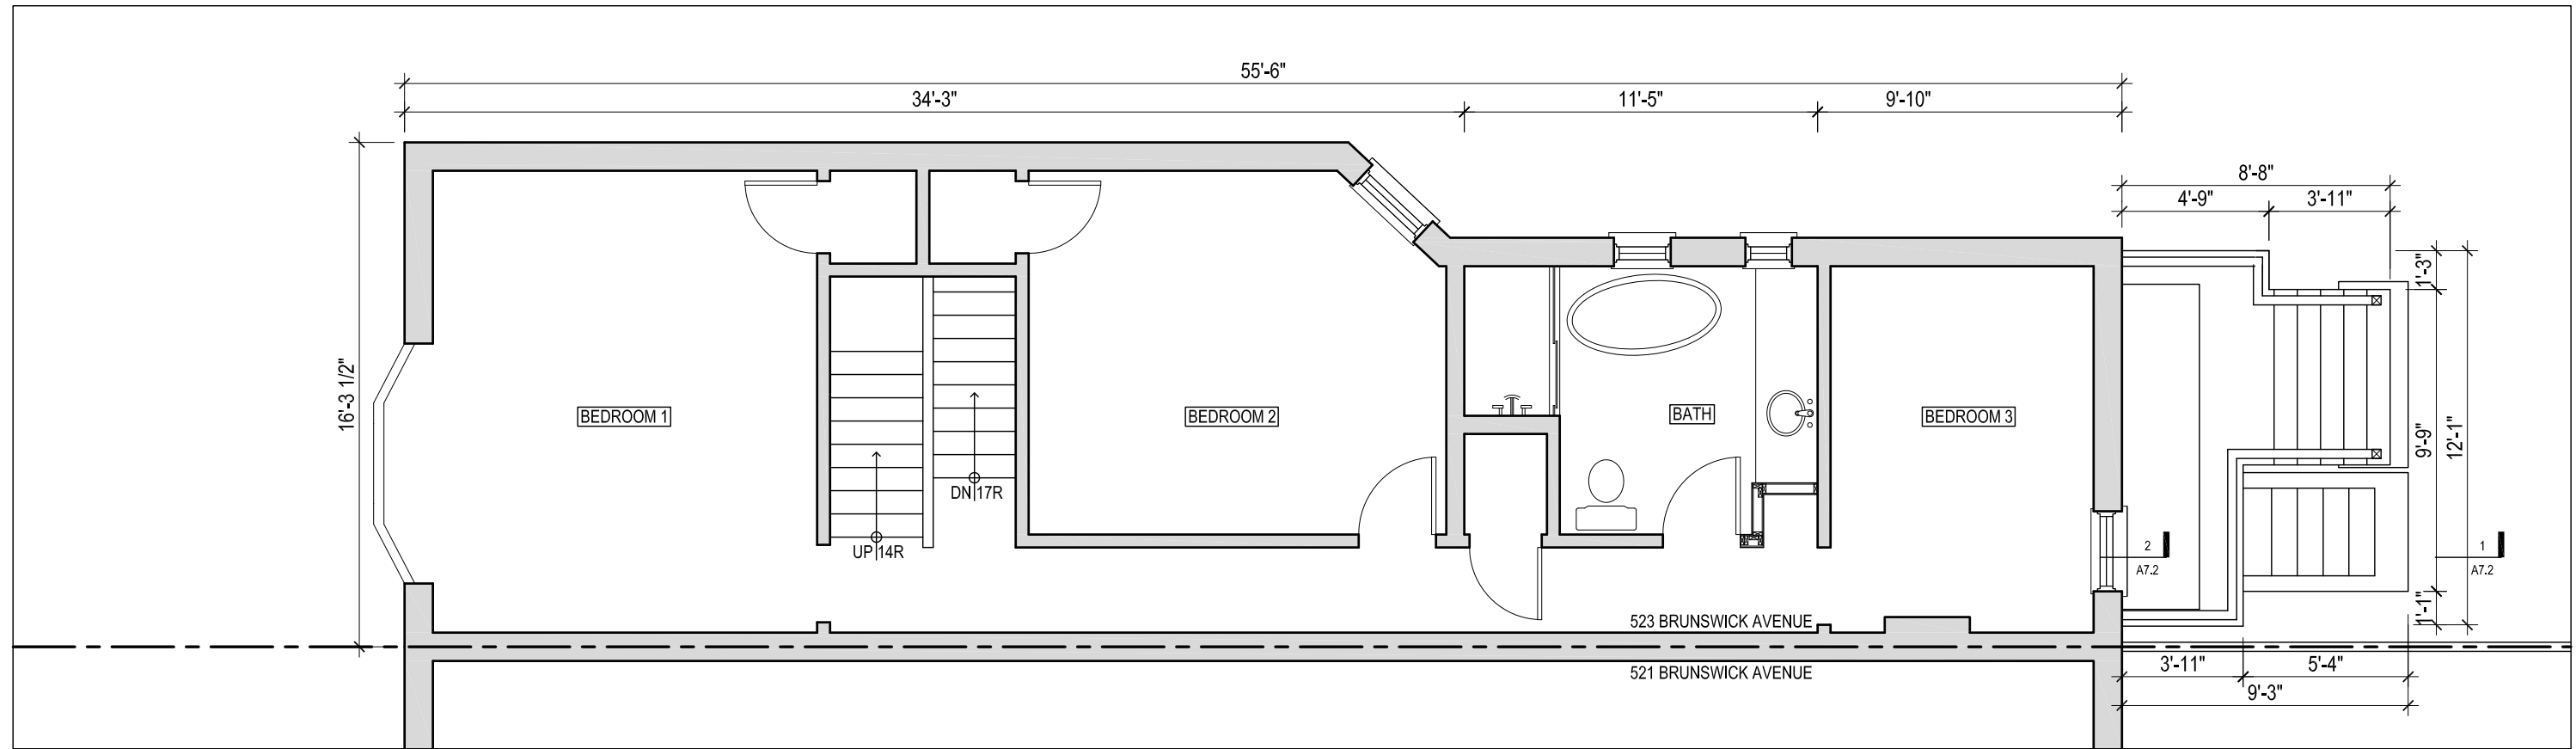 55'-6"
34'-3"
11'-5"
9'-10"
8'-8"
4'-9"
3'-11"
1'-3"
16'-3 1/2"
BEDROOM 1
BEDROOM 2
BATH
BEDROOM 3
9'-9"
12'-1"
DN 17R
UP 14R
2
A7.2
1
A7.2
1'-1"
523 BRUNSWICK AVENUE
521 BRUNSWICK AVENUE
3'-11"
5'-4"
9'-3"